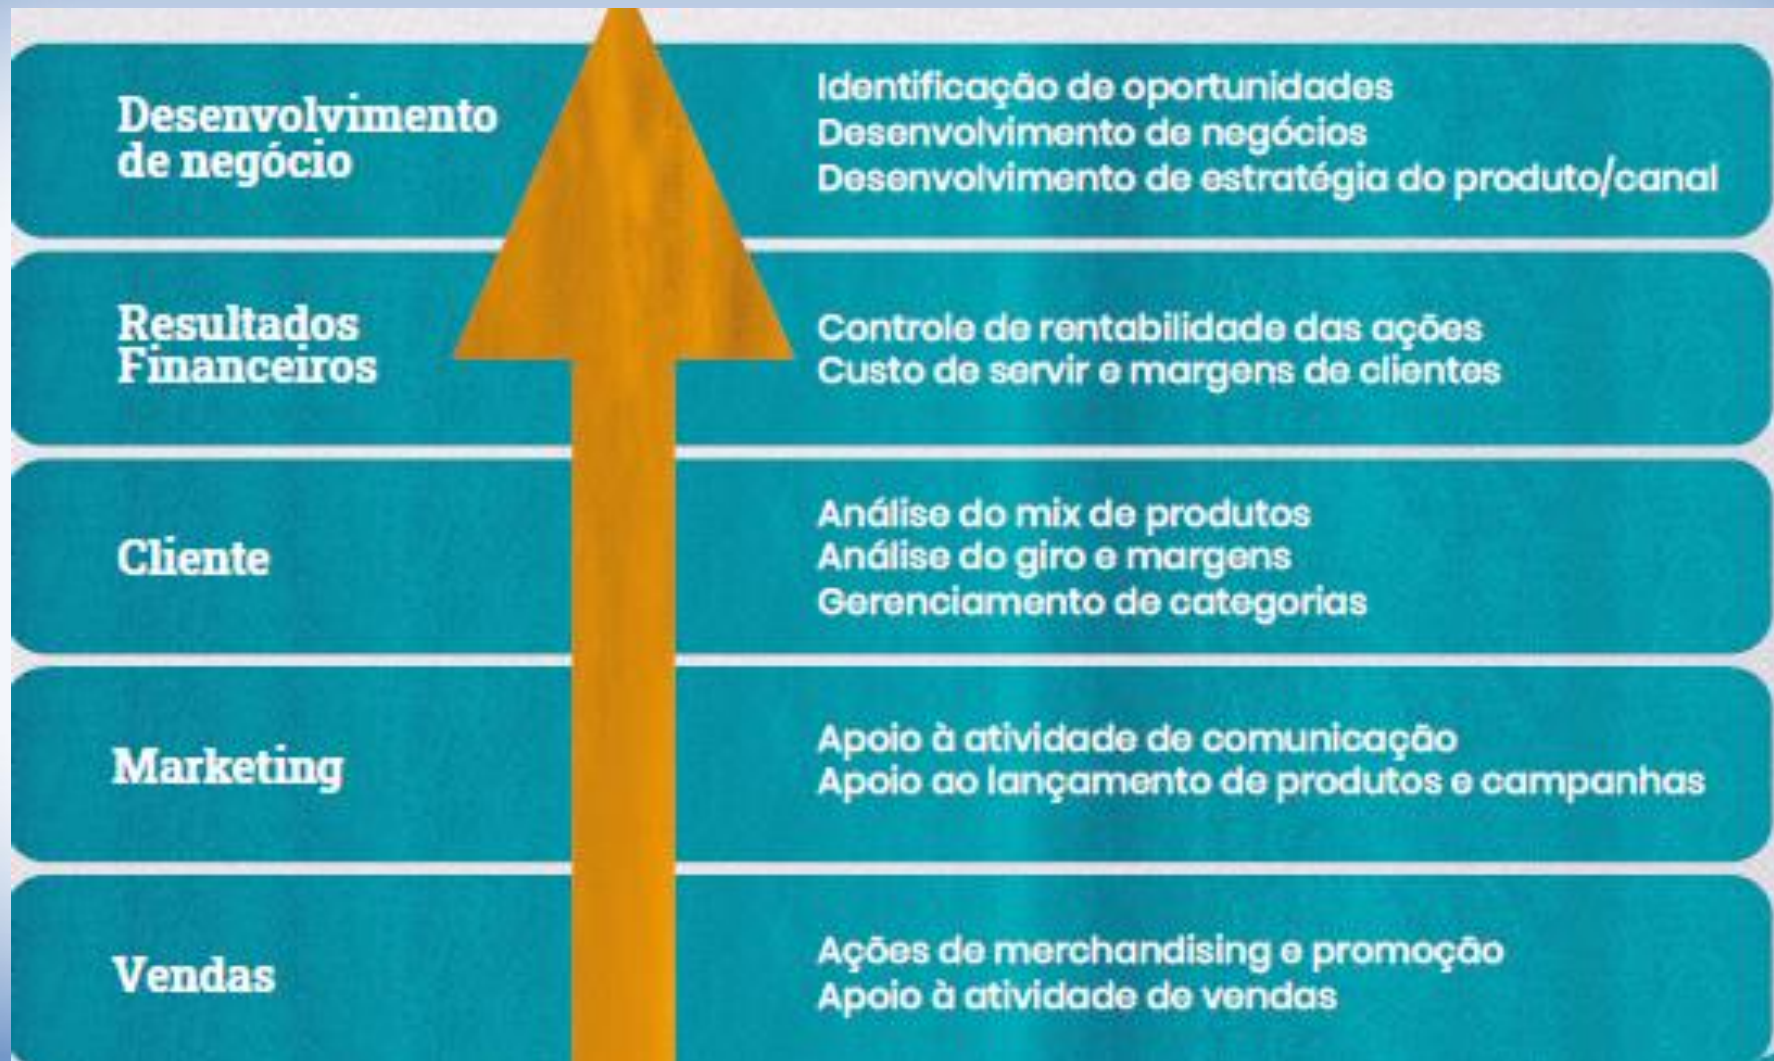 Desenvolvimento
de negócio
Identificação de oportunidades
Desenvolvimento de negócios
Desenvolvimento de estratégia do produto/canal
Resultados
Financeiros
Controle de rentabilidade das ações
Custo de servir e margens de clientes
Cliente
Análise do mix de produtos
Análise do giro e margens
Gerenciamento de categorias
Marketing
Apoio à atividade de comunicação
Apoio ao lançamento de produtos e campanhas
Vendas
Ações de merchandising e promoção
Apoio à atividade de vendas